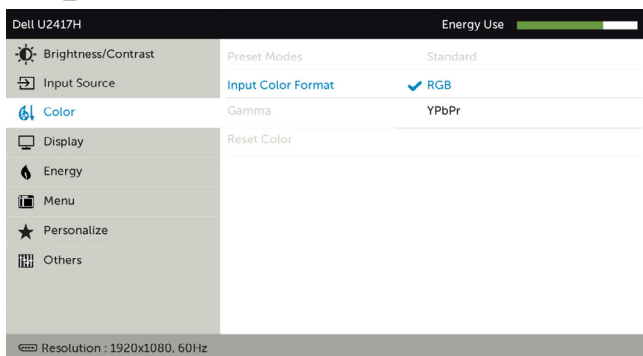 Dell U2417H Energy Use
Brightness/Contrast Preset Modes Standard
Input Source Input Color Format RGB
Color Gamma YPbPr
Display Reset Color
Energy
Menu
Personalize
Others
Resolution : 1920x1080, 60Hz